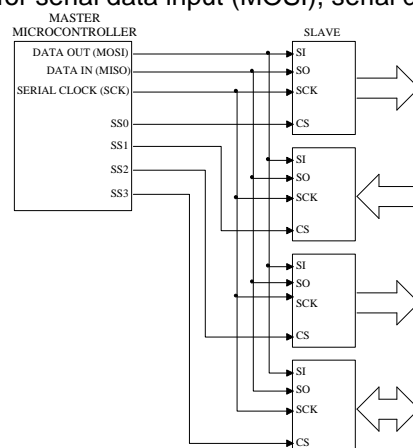 or serial data input (MOSI), serial d
MASTER
MICROCONTROLLER
DATA OUT (MOSI)
DATA IN (MISO)
SERIAL CLOCK (SCK)
SS0
SS1
SS2
SS3
SLAVE
SI
SO
SCK
CS
SI
SO
SCK
CS
SI
SO
SCK
CS
SI
SO
SCK
CS